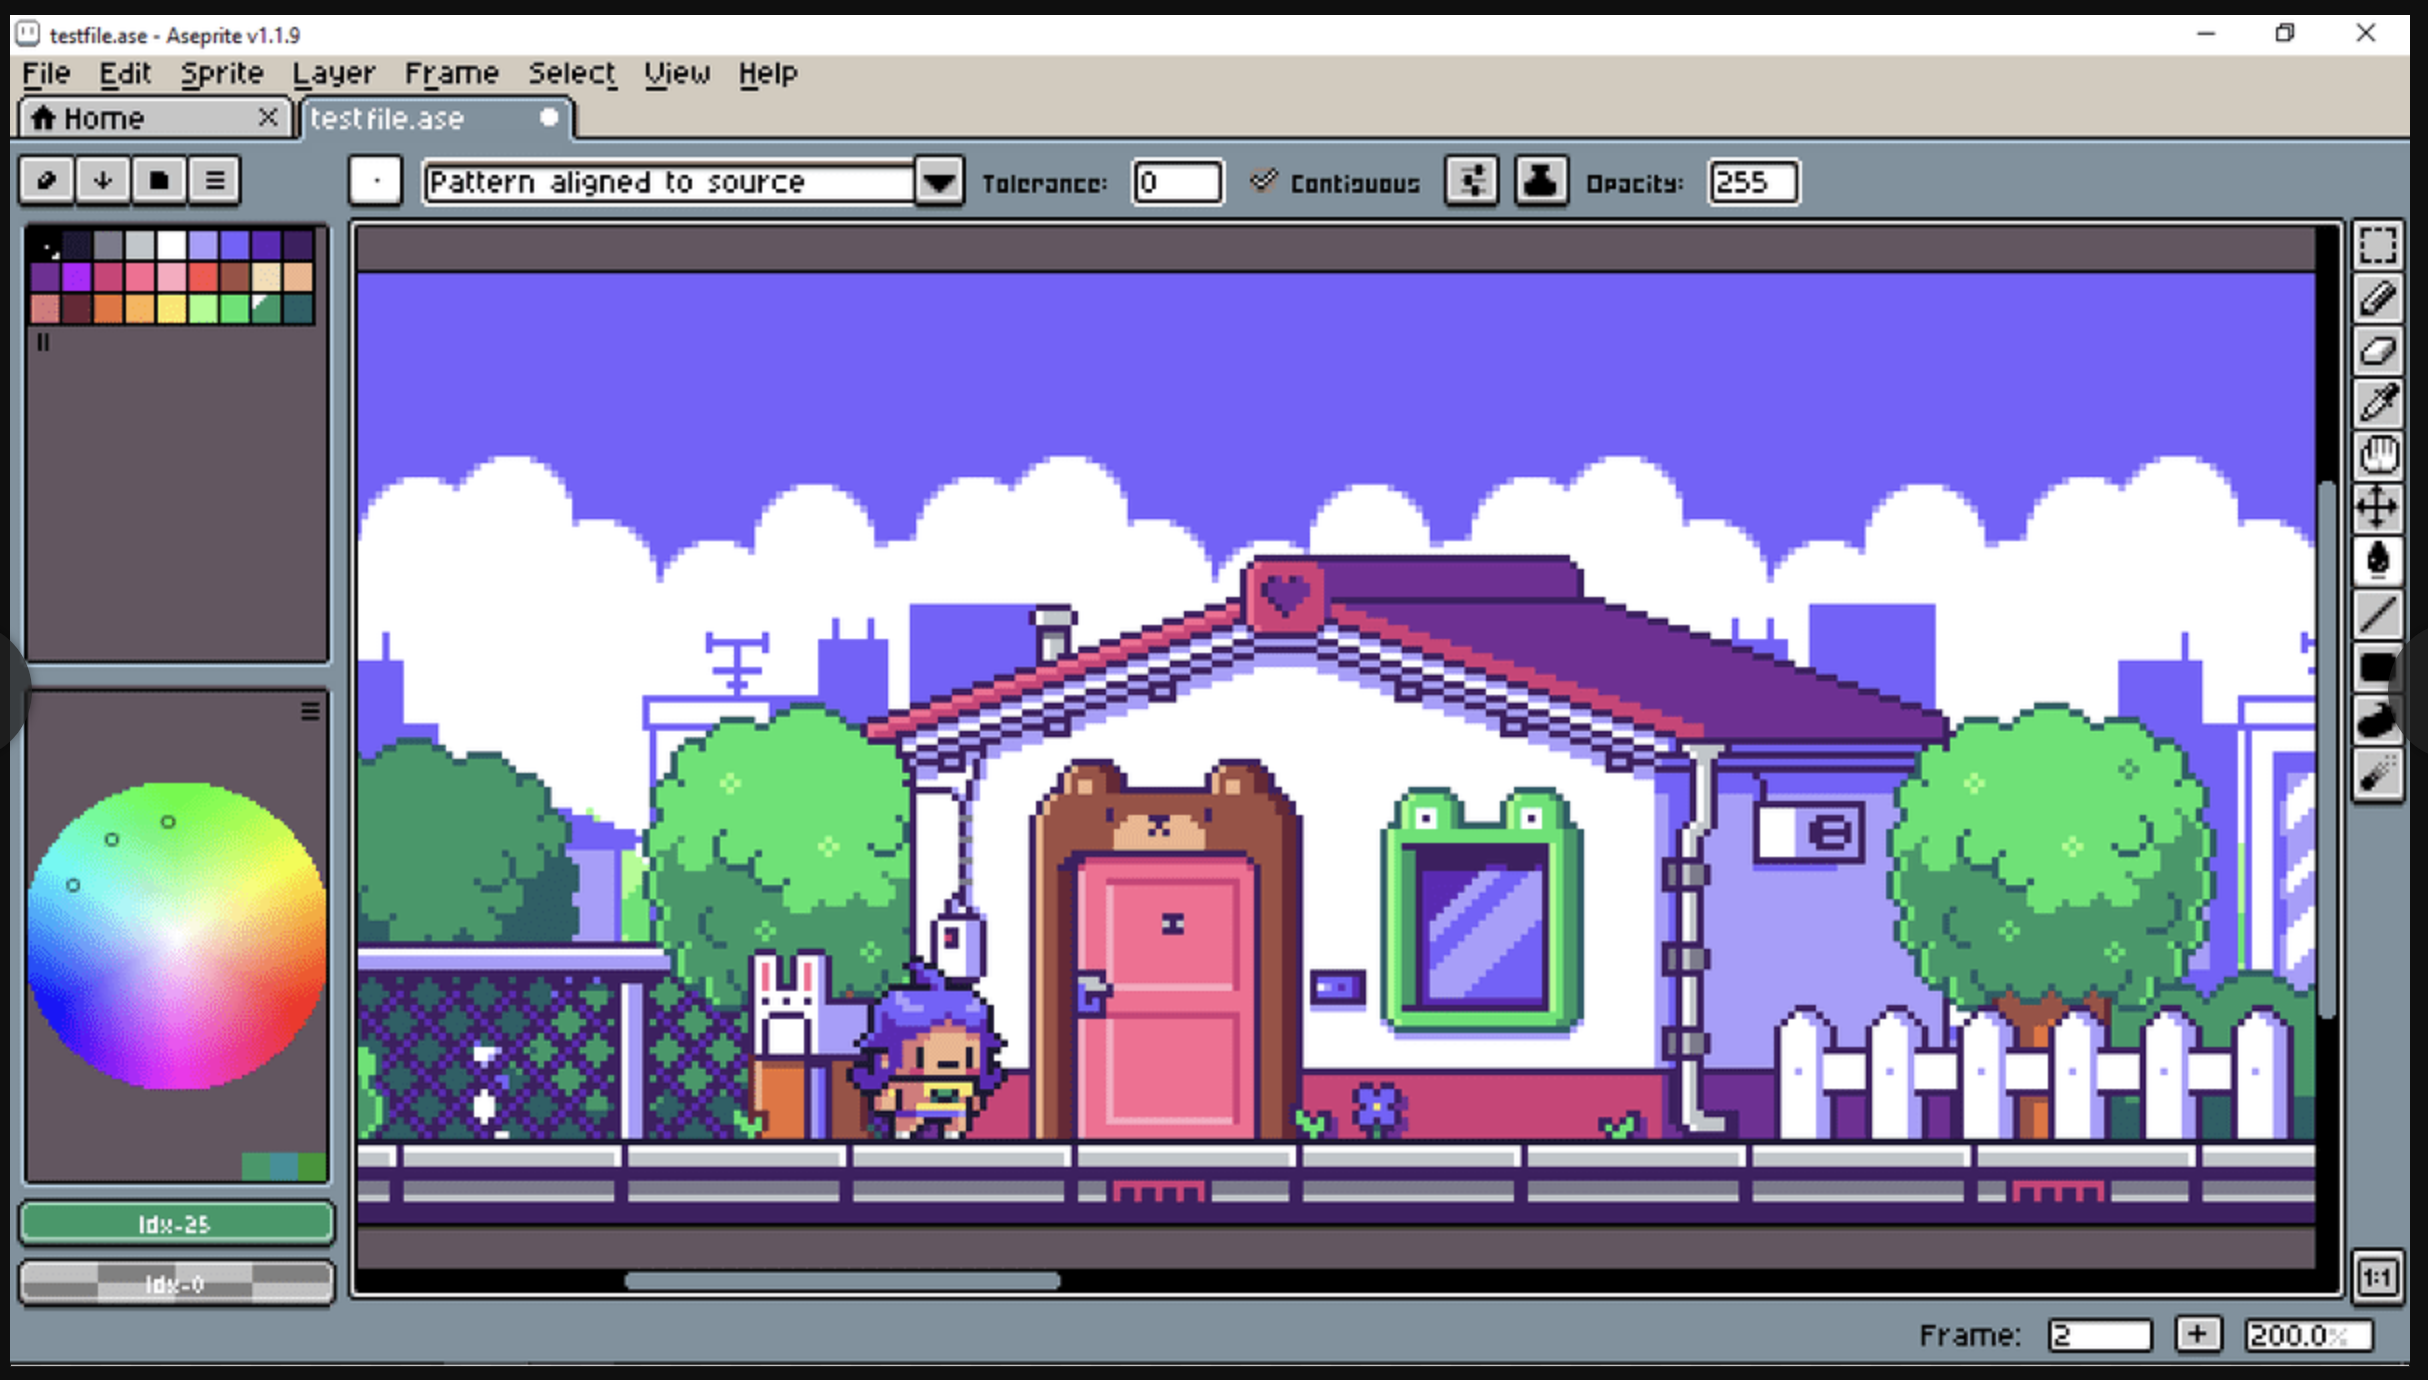 testfile.ase - Aseprite v1.1.9
File Edit Sprite Layer Frame Select View Help
Home testfile.ase
Pattern aligned to source Tolerance: 0 Contiguous Opacity: 255
Idx-25
Idx-0
1:1
Frame: 2 + 200.0%